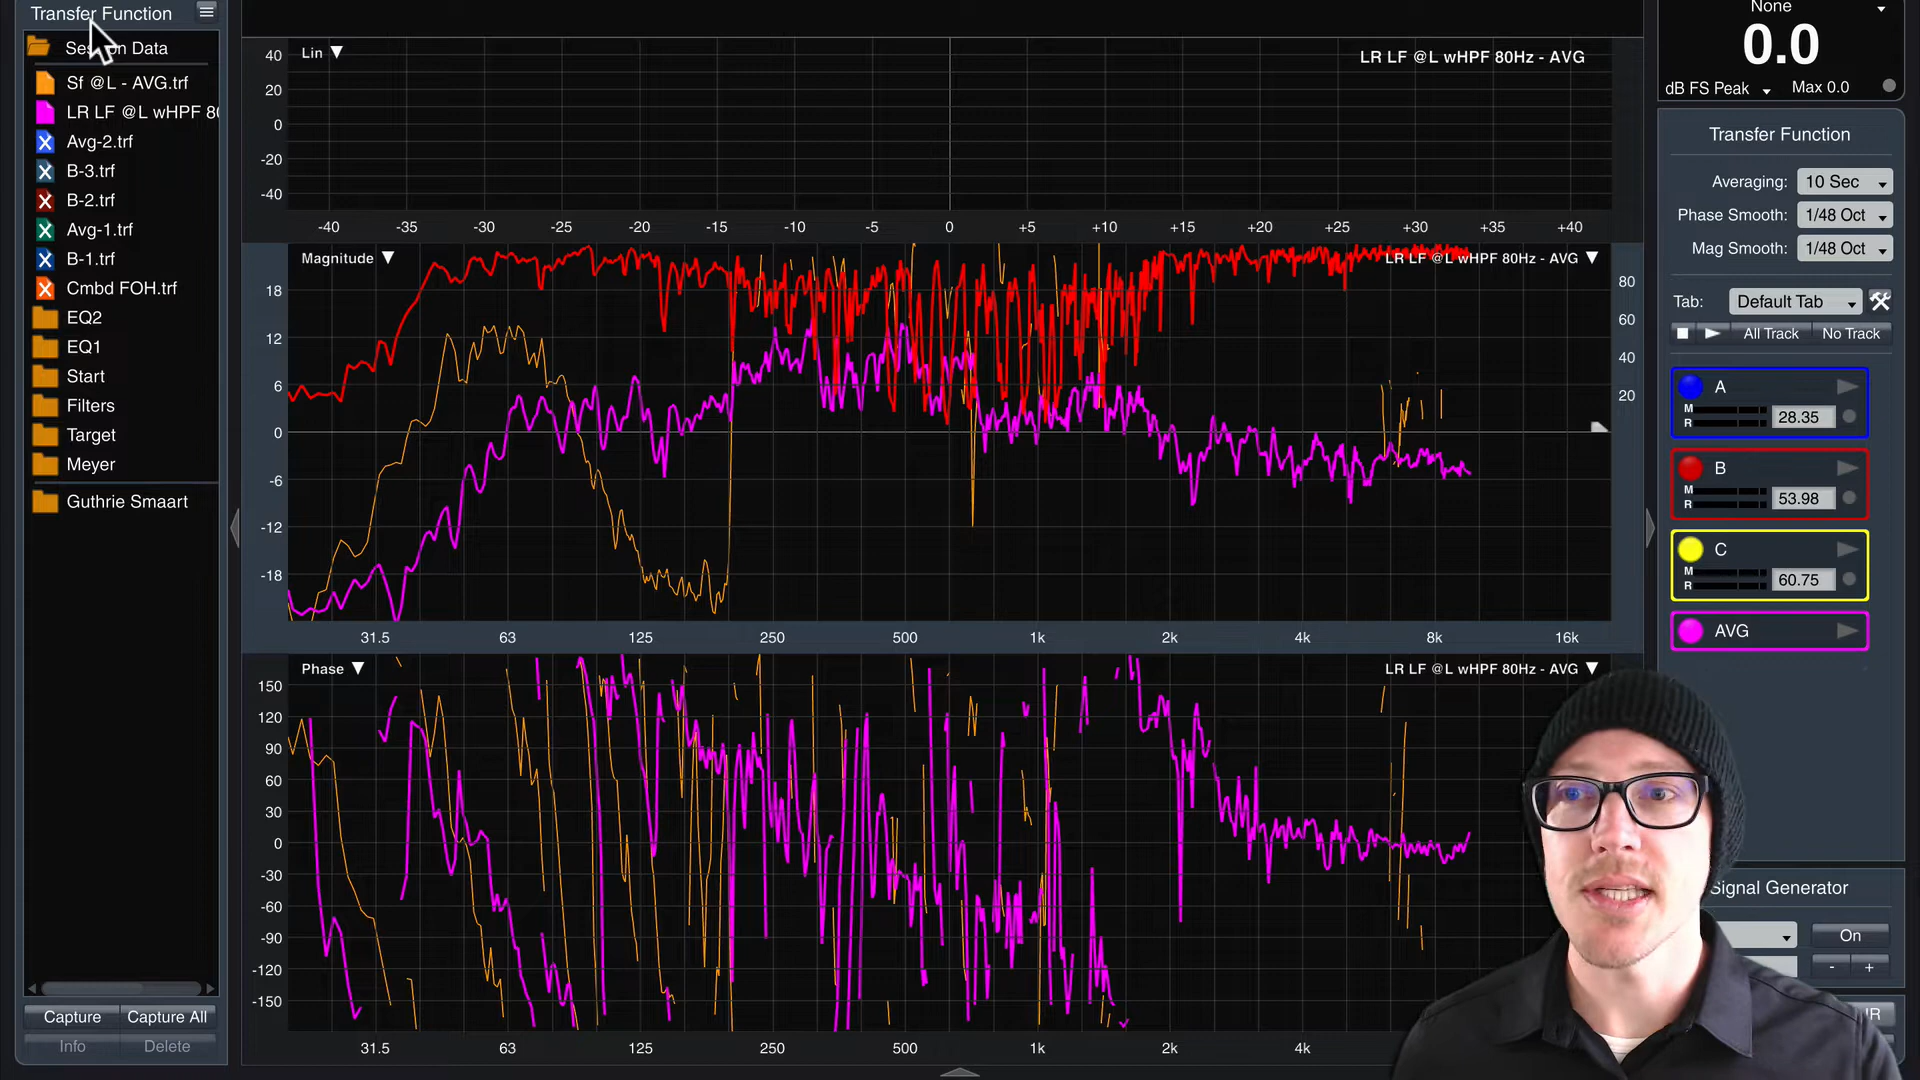 Transfer Function
Session Data
Sf @L - AVG.trf
LR LF @L wHPF 80
Avg-2.trf
B-3.trf
B-2.trf
Avg-1.trf
B-1.trf
Cmbd FOH.trf
EQ2
EQ1
Start
Filters
Target
Meyer
Guthrie Smaart
Capture
Capture All
Info
Delete
Lin
LR LF @L wHPF 80Hz - AVG
40
20
0
-20
-40
-40 -35 -30 -25 -20 -15 -10 -5 0 +5 +10 +15 +20 +25 +30 +35 +40
Magnitude
LR LF @L wHPF 80Hz - AVG
18
12
6
0
-6
-12
-18
80
60
40
20
31.5 63 125 250 500 1k 2k 4k 8k 16k
Phase
LR LF @L wHPF 80Hz - AVG
150
120
90
60
30
0
-30
-60
-90
-120
-150
31.5 63 125 250 500 1k 2k 4k
None
0.0
dB FS Peak
Max 0.0
Transfer Function
Averaging: 10 Sec
Phase Smooth: 1/48 Oct
Mag Smooth: 1/48 Oct
Tab: Default Tab
All Track
No Track
A
M
R
28.35
B
M
R
53.98
C
M
R
60.75
AVG
Signal Generator
On
- +